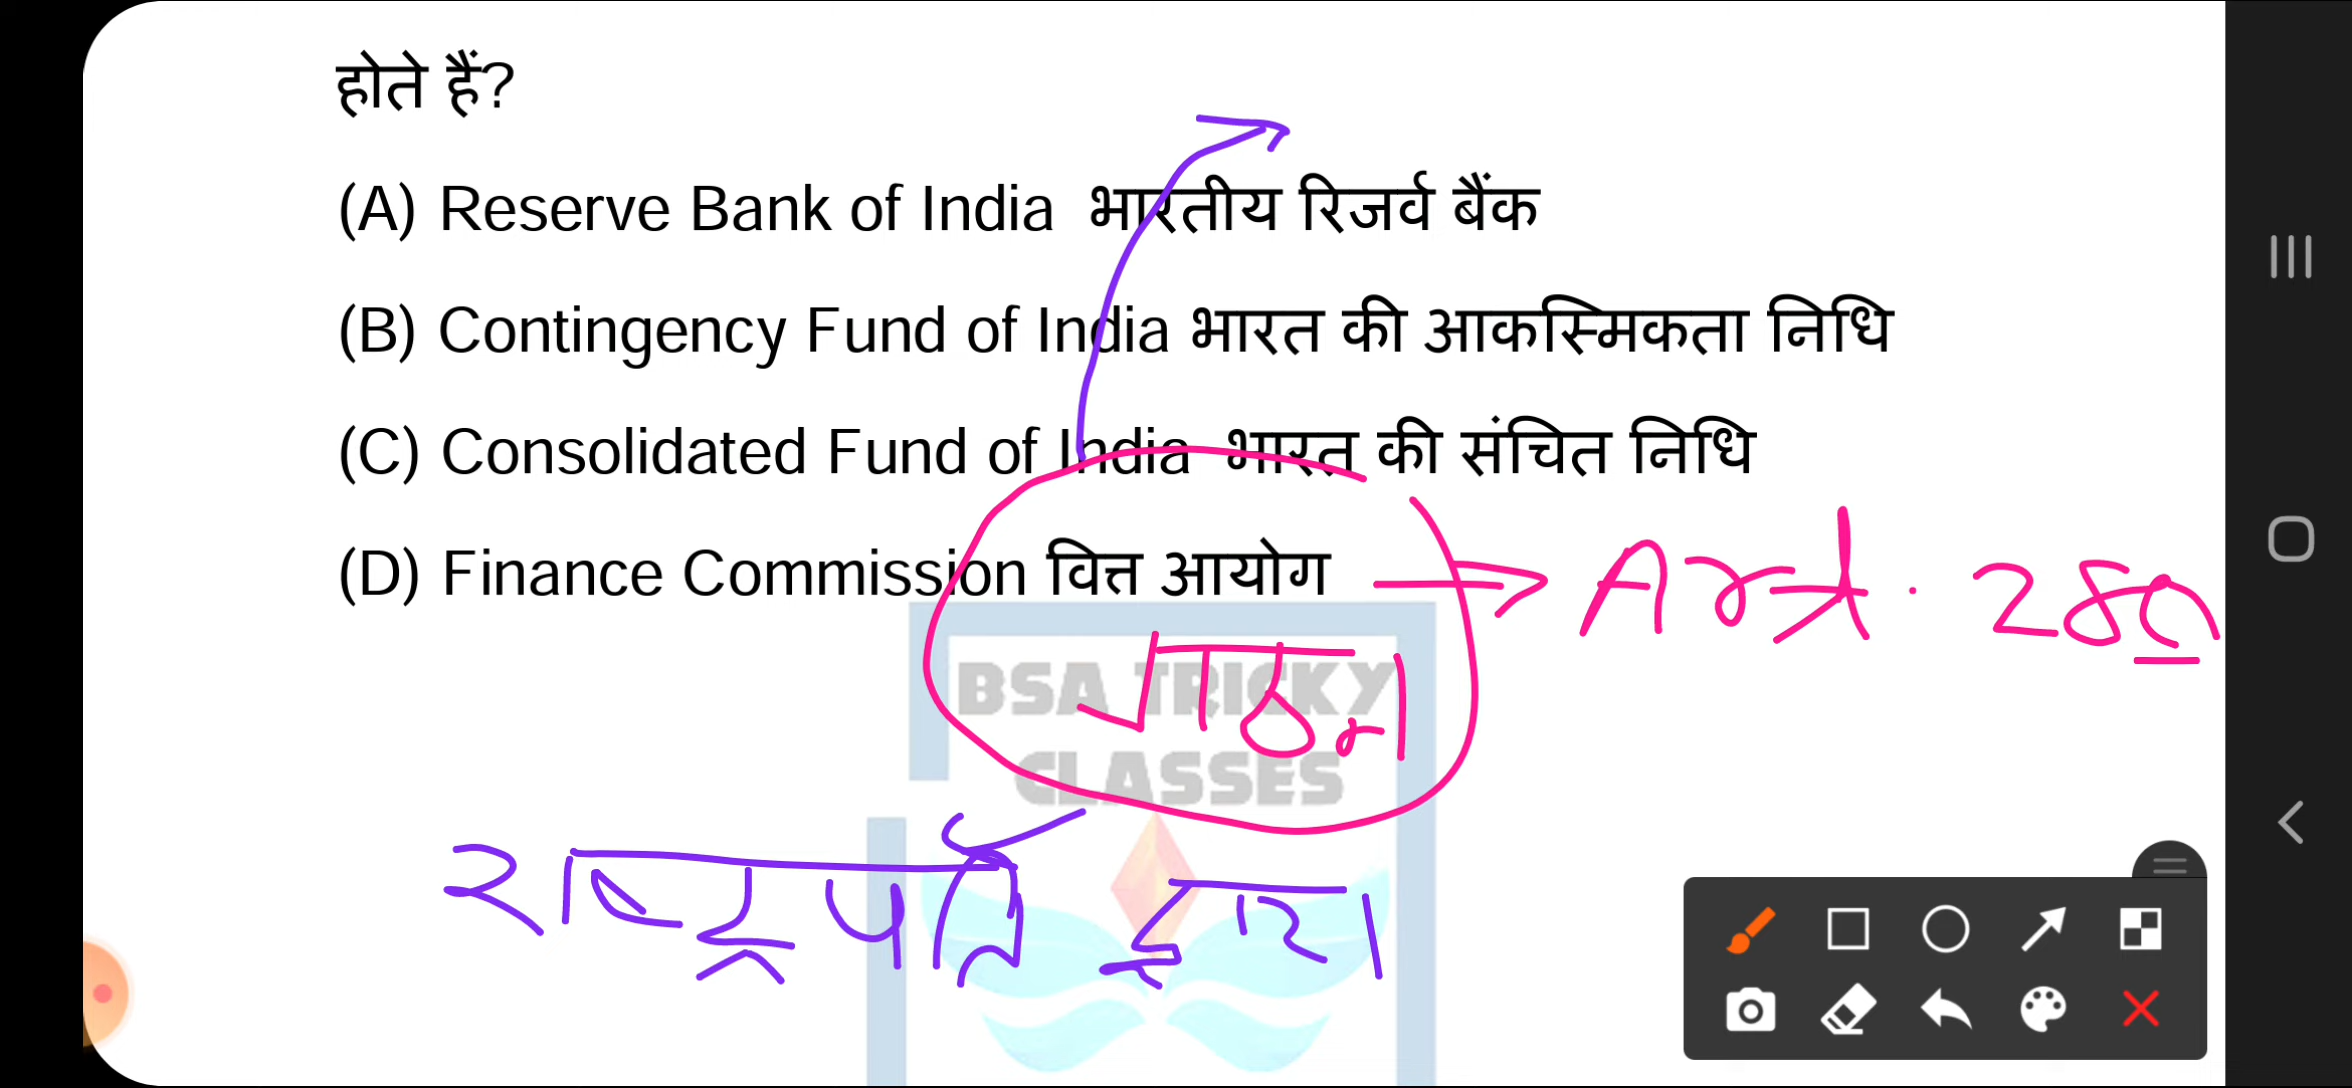 होते हैं?
(A) Reserve Bank of India भारतीय रिजर्व बैंक
(B) Contingency Fund of India भारत की आकस्मिकता निधि
(C) Consolidated Fund of India भारत की संचित निधि
(D) Finance Commission वित्त आयोग
Art. 280
BSA TRICKY
CLASSES
गठन
राष्ट्रपति द्वारा